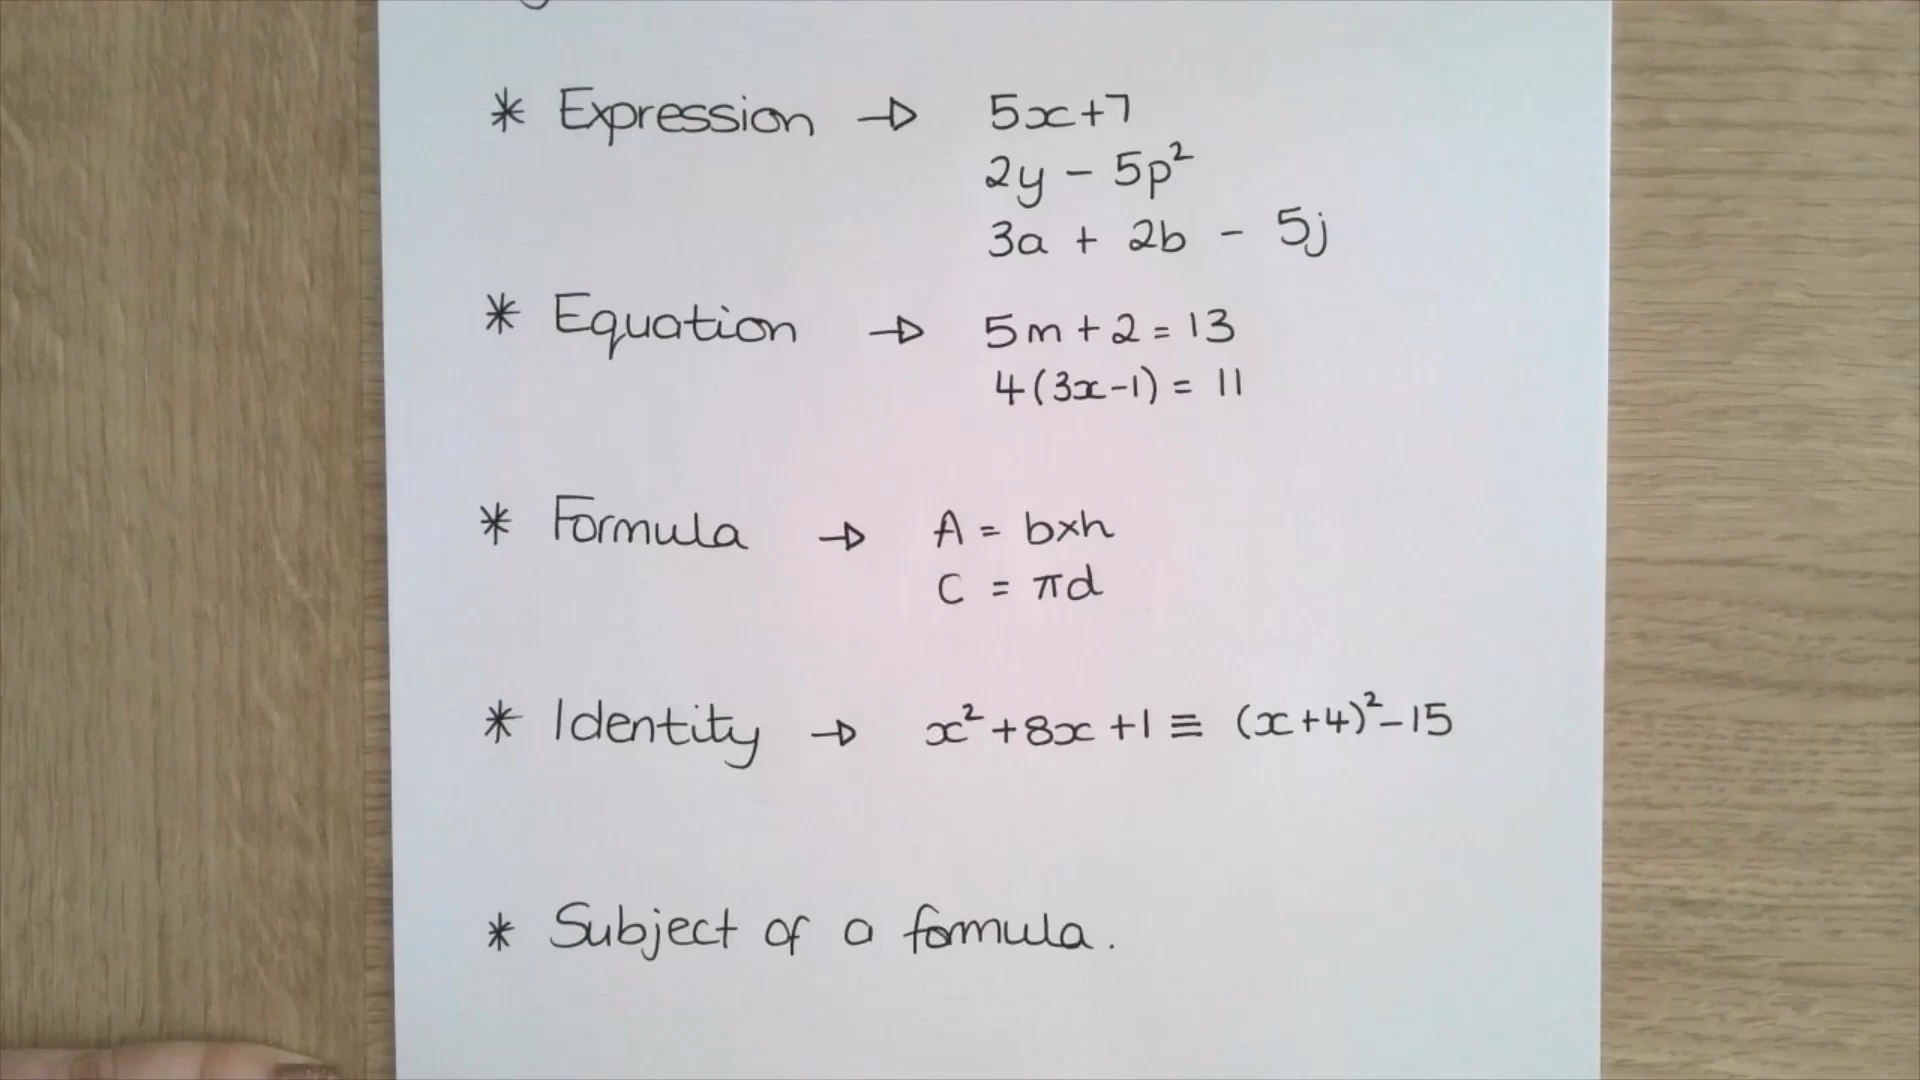 * Expression → 5x+7
2y - 5p²
3a + 2b - 5j
* Equation → 5m + 2 = 13
4(3x-1) = 11
* Formula → A = b×h
C = πd
* Identity → x² + 8x + 1 ≡ (x+4)² - 15
* Subject of a formula.